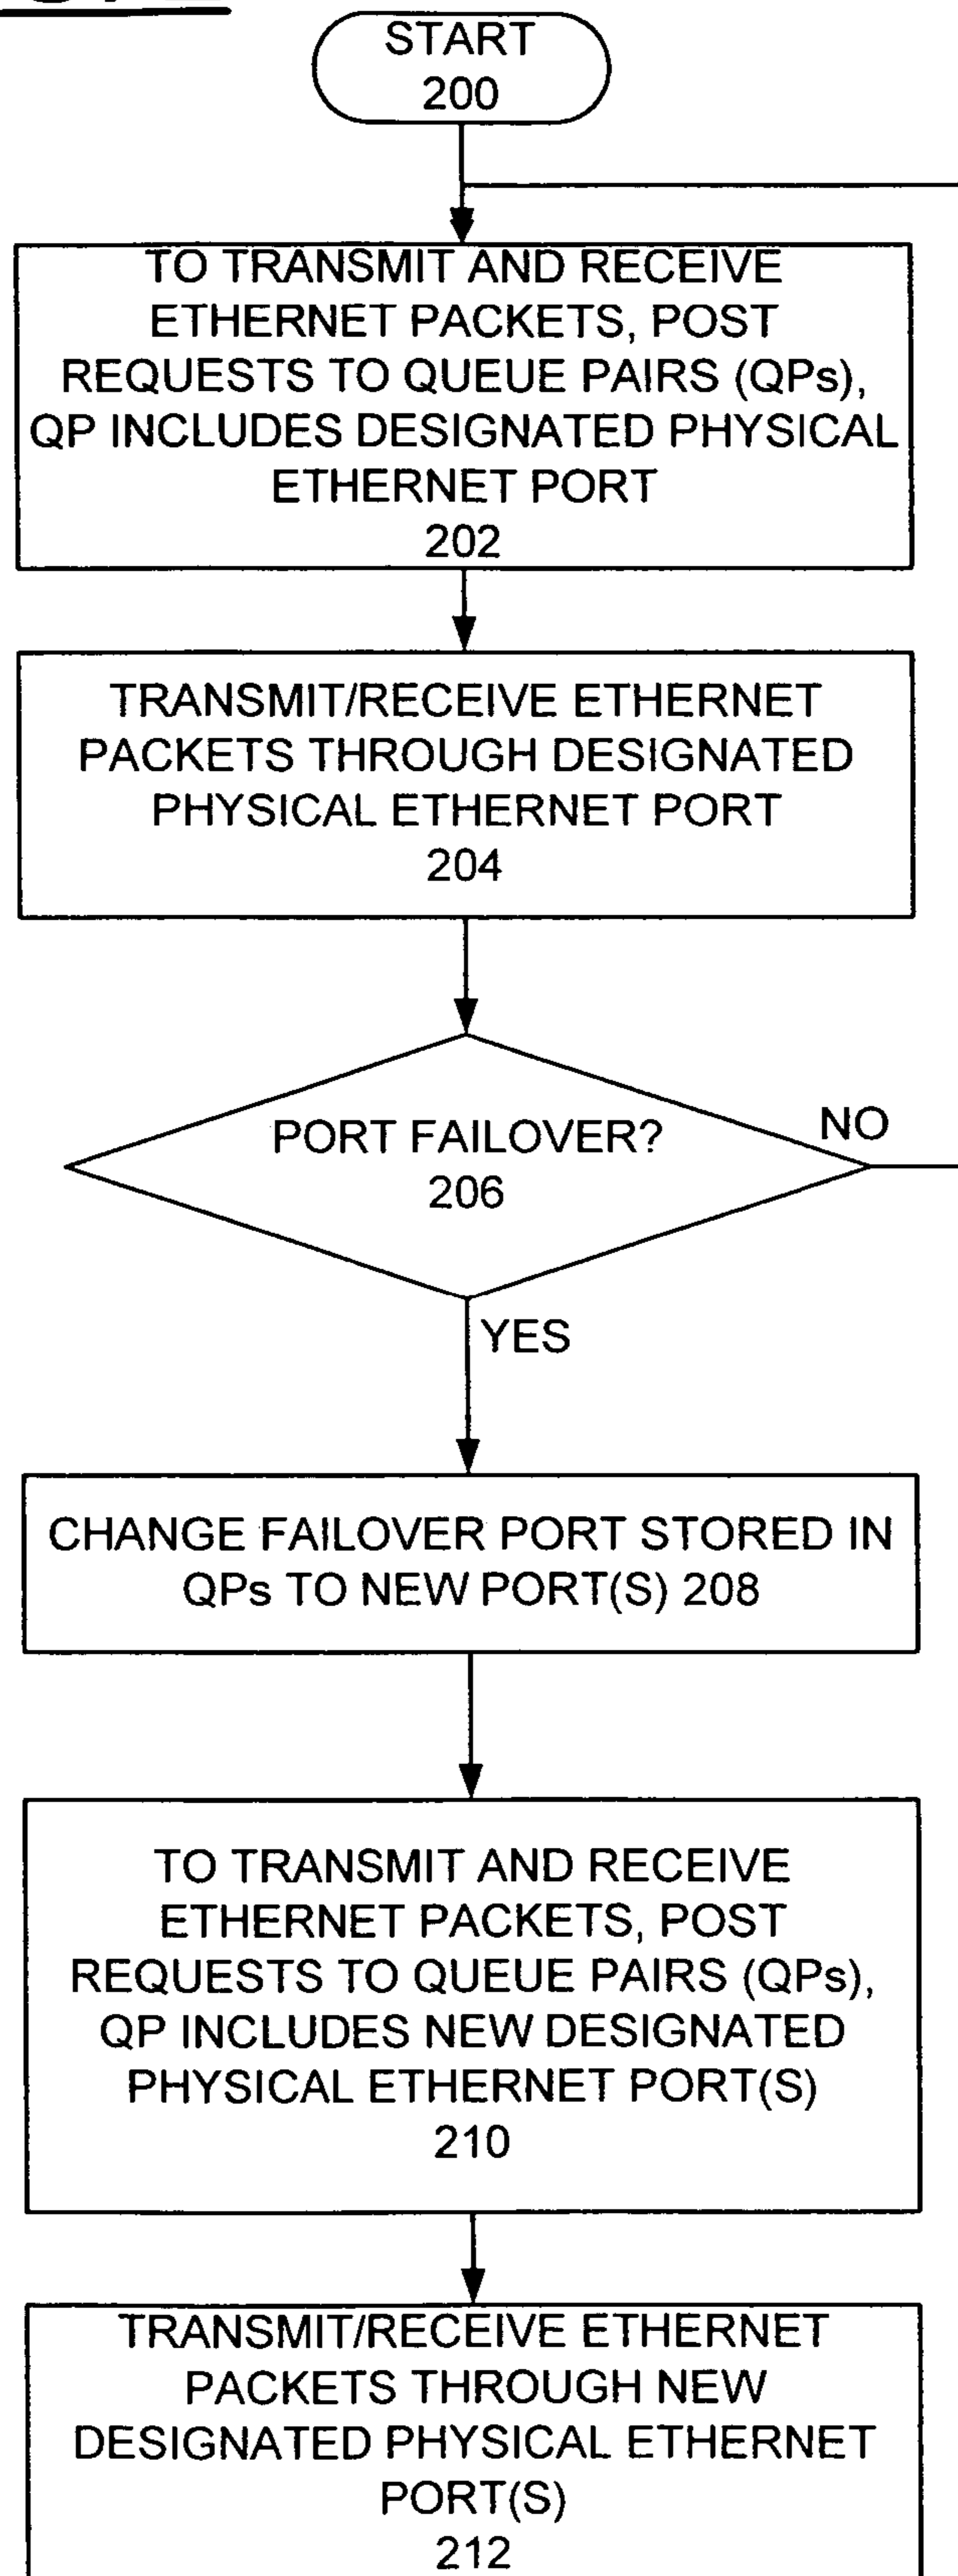 START
200
TO TRANSMIT AND RECEIVE
ETHERNET PACKETS, POST
REQUESTS TO QUEUE PAIRS (QPs),
QP INCLUDES DESIGNATED PHYSICAL
ETHERNET PORT
202
TRANSMIT/RECEIVE ETHERNET
PACKETS THROUGH DESIGNATED
PHYSICAL ETHERNET PORT
204
PORT FAILOVER?
206
NO
YES
CHANGE FAILOVER PORT STORED IN
QPs TO NEW PORT(S) 208
TO TRANSMIT AND RECEIVE
ETHERNET PACKETS, POST
REQUESTS TO QUEUE PAIRS (QPs),
QP INCLUDES NEW DESIGNATED
PHYSICAL ETHERNET PORT(S)
210
TRANSMIT/RECEIVE ETHERNET
PACKETS THROUGH NEW
DESIGNATED PHYSICAL ETHERNET
PORT(S)
212